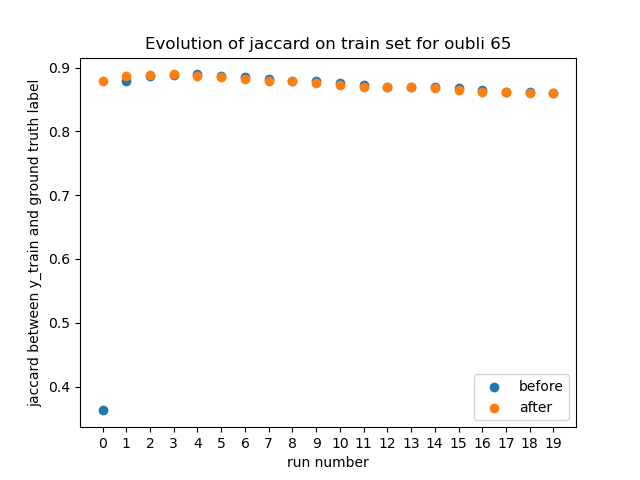 Evolution of jaccard on train set for oubli 65
jaccard between y_train and ground truth label
0.9
0.8
0.7
0.6
0.5
0.4
before
after
0 1 2 3 4 5 6 7 8 9 10 11 12 13 14 15 16 17 18 19
run number